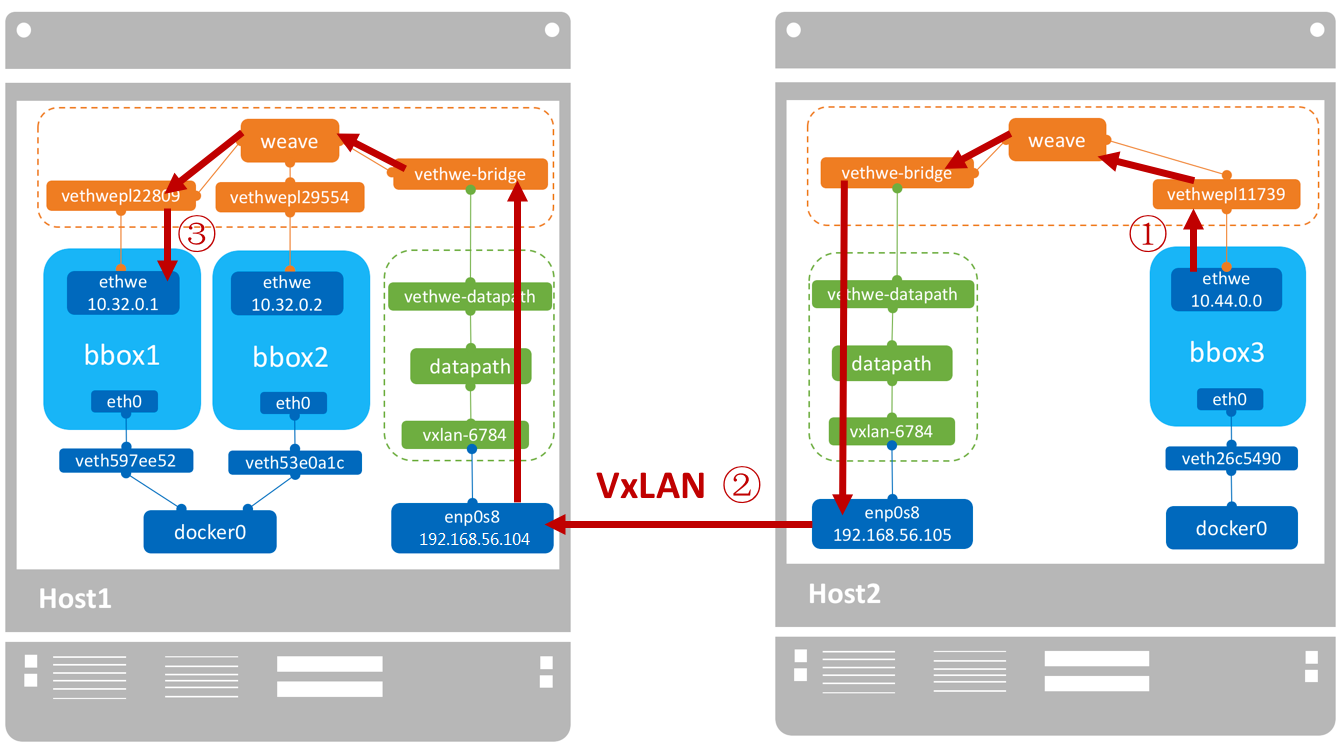 weave
vethwe-bridge
vethwepl22809
vethwepl29554
③
ethwe
10.32.0.1
ethwe
10.32.0.2
vethwe-datapath
bbox1
bbox2
datapath
eth0
eth0
vxlan-6784
veth597ee52
veth53e0a1c
docker0
enp0s8
192.168.56.104
Host1
VxLAN ②
weave
vethwe-bridge
vethwepl11739
①
ethwe
10.44.0.0
vethwe-datapath
bbox3
datapath
eth0
vxlan-6784
veth26c5490
enp0s8
192.168.56.105
docker0
Host2